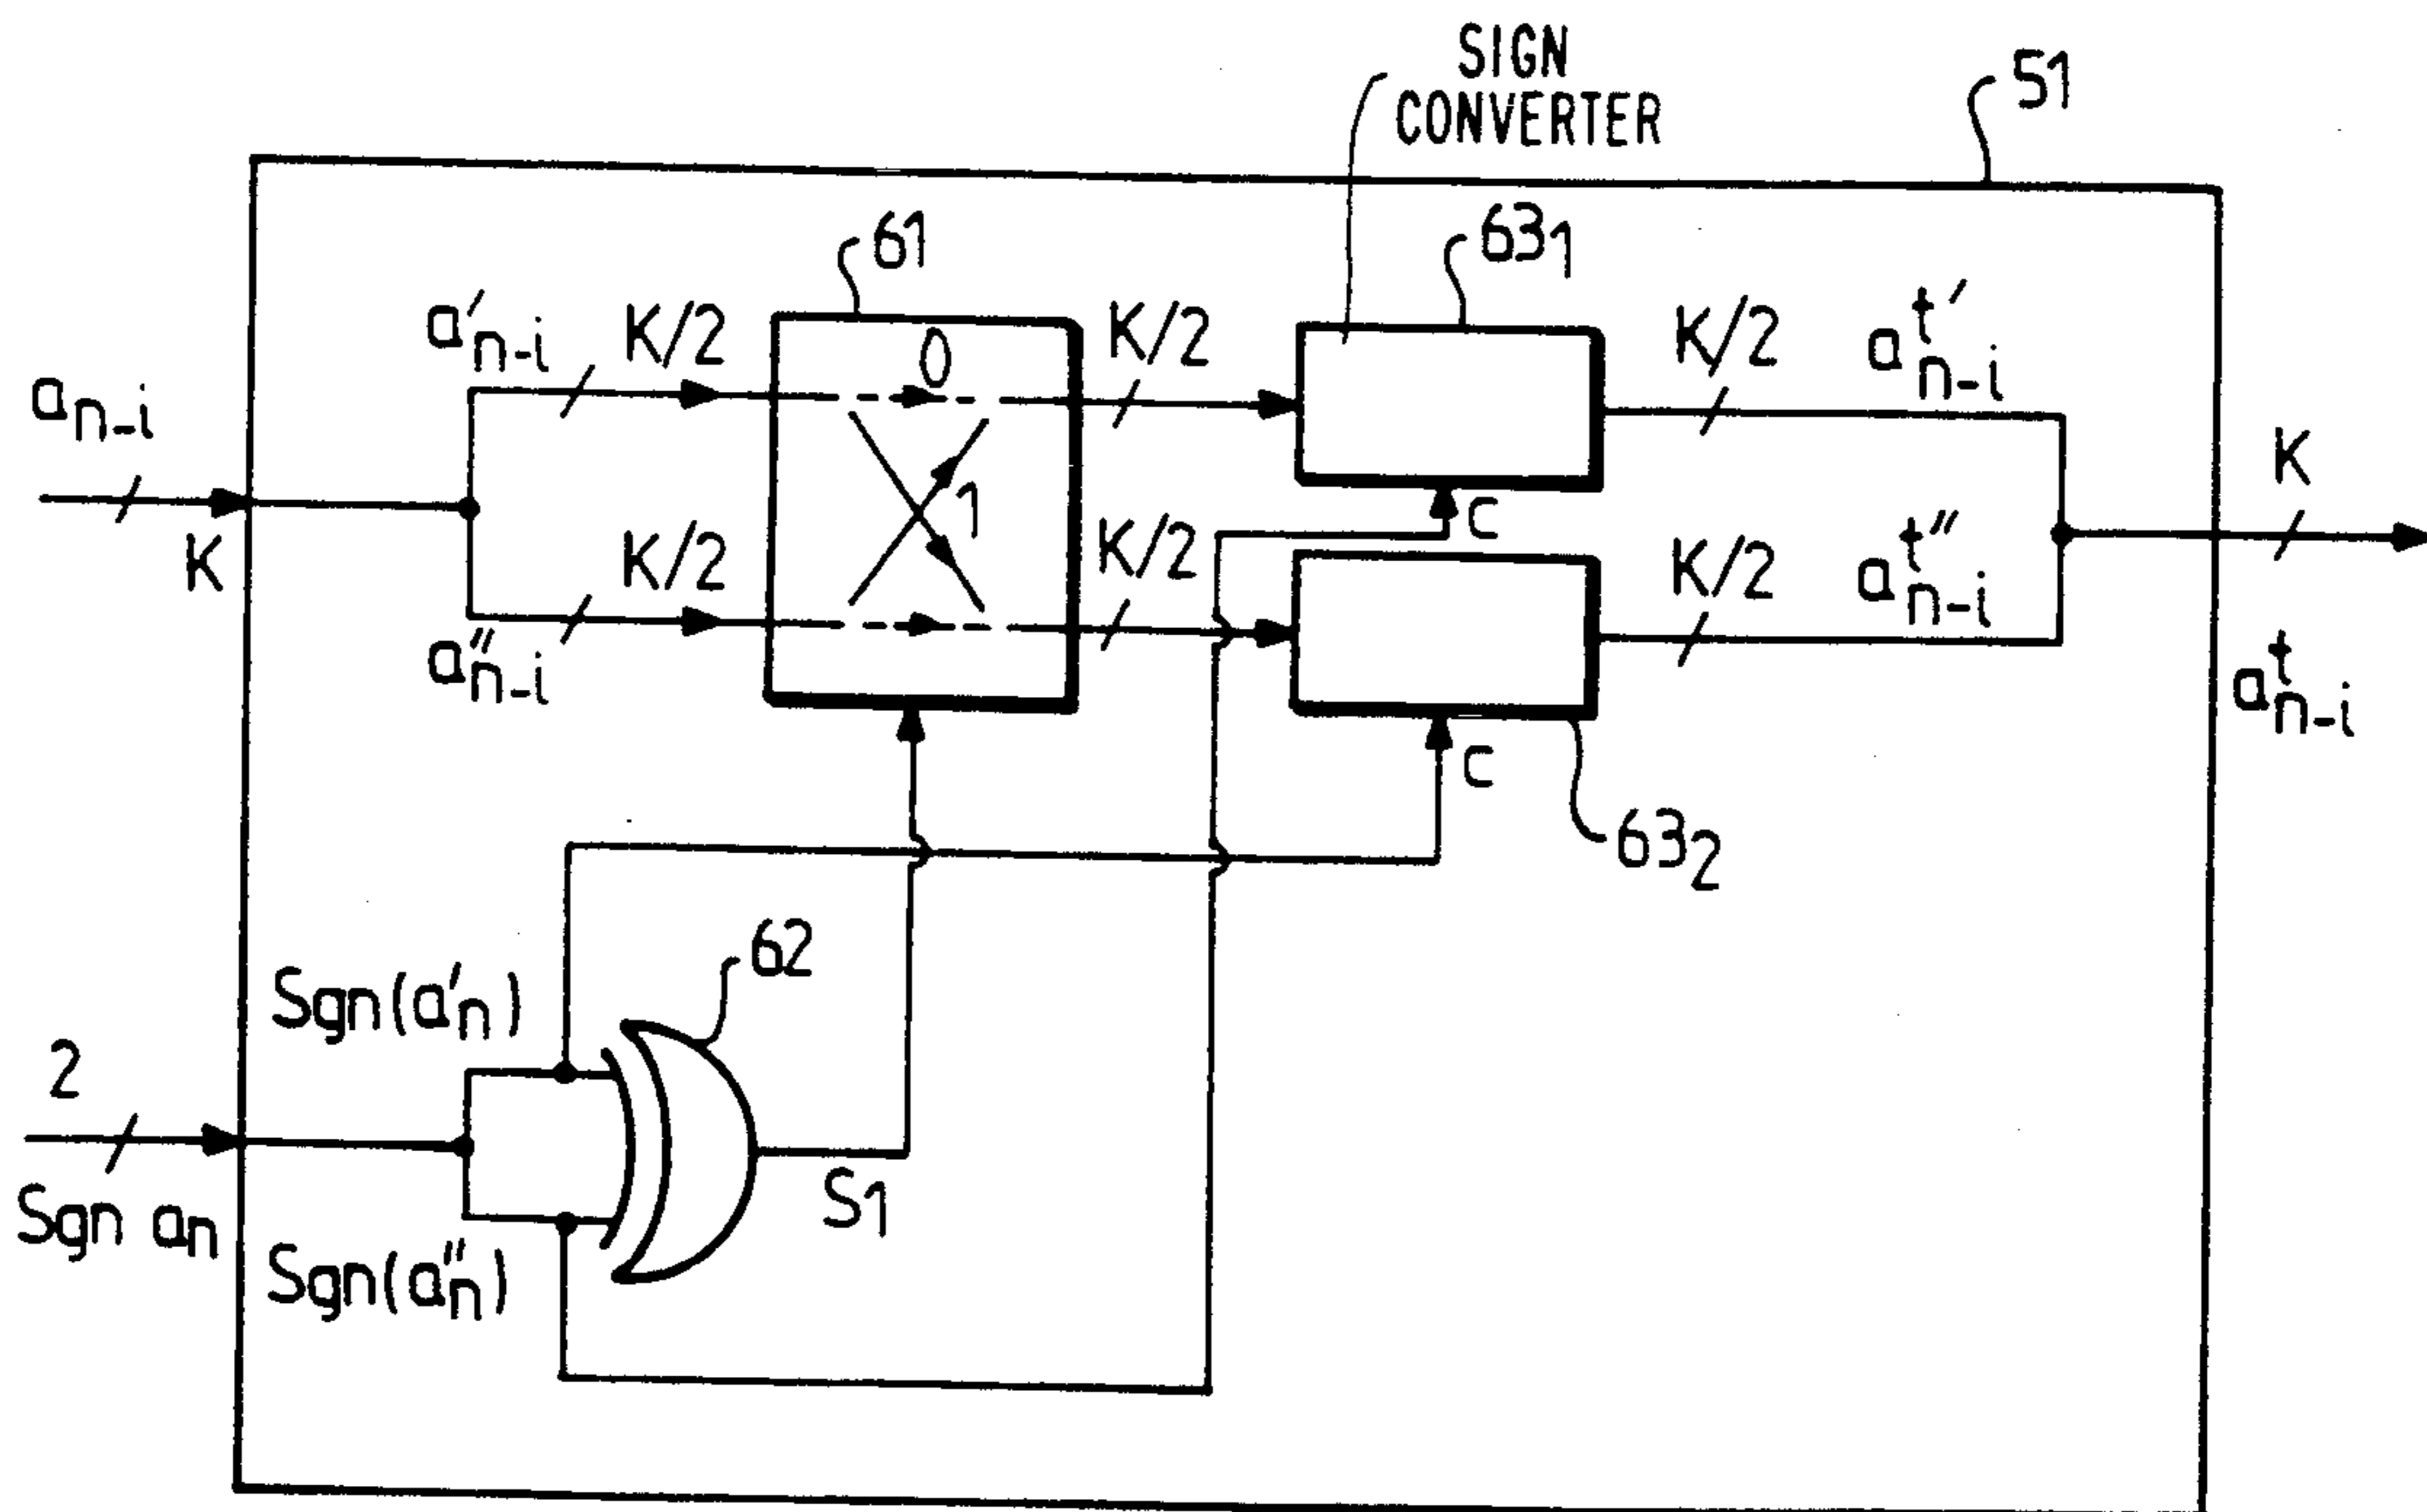 SIGN
CONVERTER
51
61
63₁
a′ₙ₋ᵢ
K/2
0
K/2
K/2
aᵗ′ₙ₋ᵢ
aₙ₋ᵢ
K
K
1
C
K/2
K/2
K/2
aᵗ″ₙ₋ᵢ
a″ₙ₋ᵢ
aᵗₙ₋ᵢ
C
63₂
62
Sgn(a′ₙ)
2
S1
Sgn aₙ
Sgn(a″ₙ)